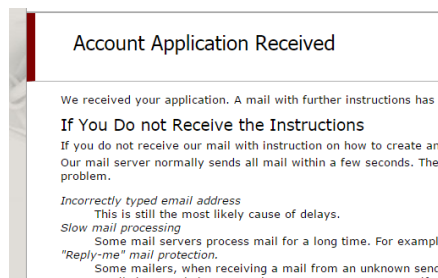 Account Application Received
We received your application. A mail with further instructions has
If You Do not Receive the Instructions
If you do not receive our mail with instruction on how to create an
Our mail server normally sends all mail within a few seconds. The
problem.
Incorrectly typed email address
This is still the most likely cause of delays.
Slow mail processing
Some mail servers process mail for a long time. For exampl
"Reply-me" mail protection.
Some mailers, when receiving a mail from an unknown send